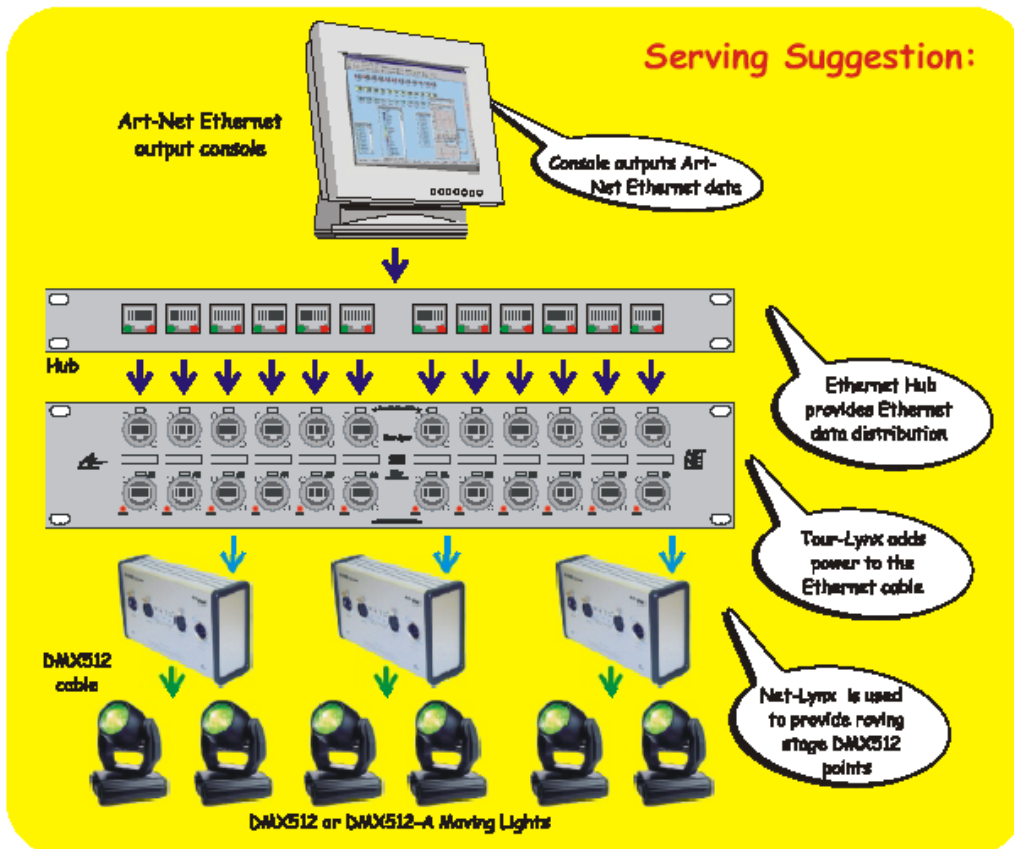 Serving Suggestion:
Art-Net Ethernet
output console
Console outputs Art-
Net Ethernet data
Hub
Ethernet Hub
provides Ethernet
data distribution
Tour-Lynx adds
power to the
Ethernet cable
DMX512
cable
Net-Lynx is used
to provide roving
stage DMX512
points
DMX512 or DMX512-A Moving Lights